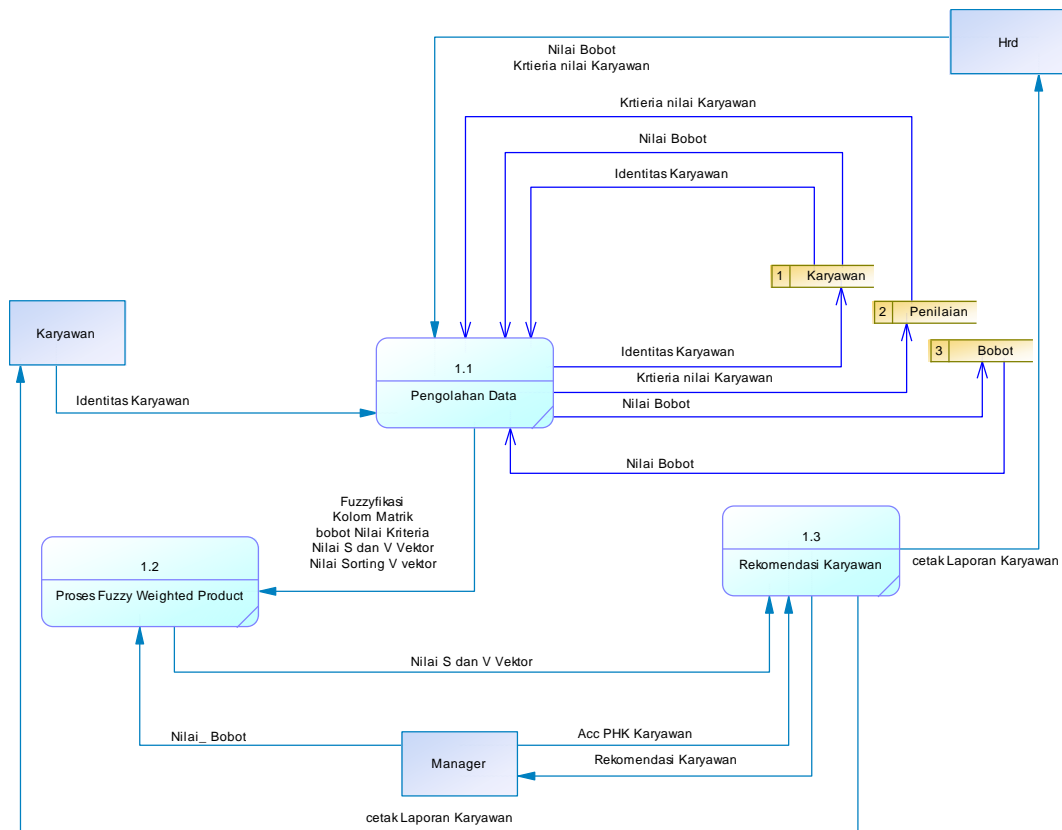 Hrd
Nilai Bobot
Krtieria nilai Karyawan
Krtieria nilai Karyawan
Nilai Bobot
Identitas Karyawan
1 Karyawan
2 Penilaian
3 Bobot
Karyawan
Identitas Karyawan
1.1
Pengolahan Data
Identitas Karyawan
Krtieria nilai Karyawan
Nilai Bobot
Nilai Bobot
Fuzzyfikasi
Kolom Matrik
bobot Nilai Kriteria
Nilai S dan V Vektor
Nilai Sorting V vektor
1.2
Proses Fuzzy Weighted Product
1.3
Rekomendasi Karyawan
cetak Laporan Karyawan
Nilai S dan V Vektor
Nilai_ Bobot
Manager
Acc PHK Karyawan
Rekomendasi Karyawan
cetak Laporan Karyawan